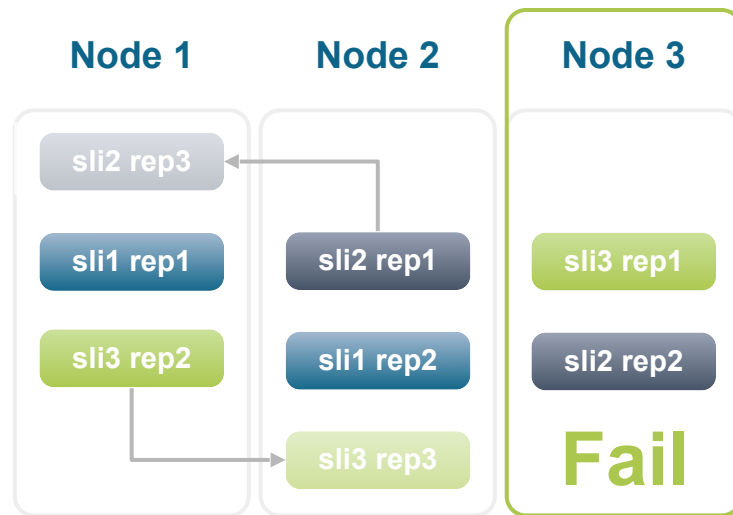 Node 1
sli2 rep3
sli1 rep1
sli3 rep2
Node 2
sli2 rep1
sli1 rep2
sli3 rep3
Node 3
sli3 rep1
sli2 rep2
Fail